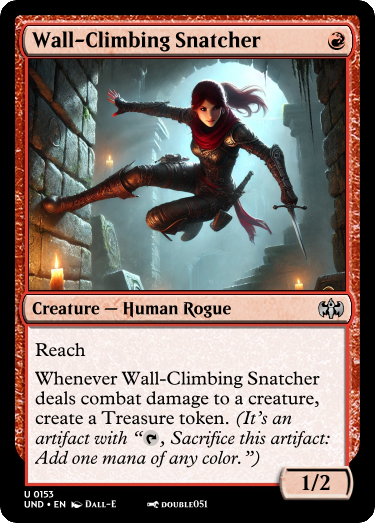 Wall-Climbing Snatcher
Creature — Human Rogue
Reach
Whenever Wall-Climbing Snatcher
deals combat damage to a creature,
create a Treasure token. (It's an
artifact with “, Sacrifice this artifact:
Add one mana of any color.”)
1/2
U 0153
UND • EN DALL-E DOUBLE051